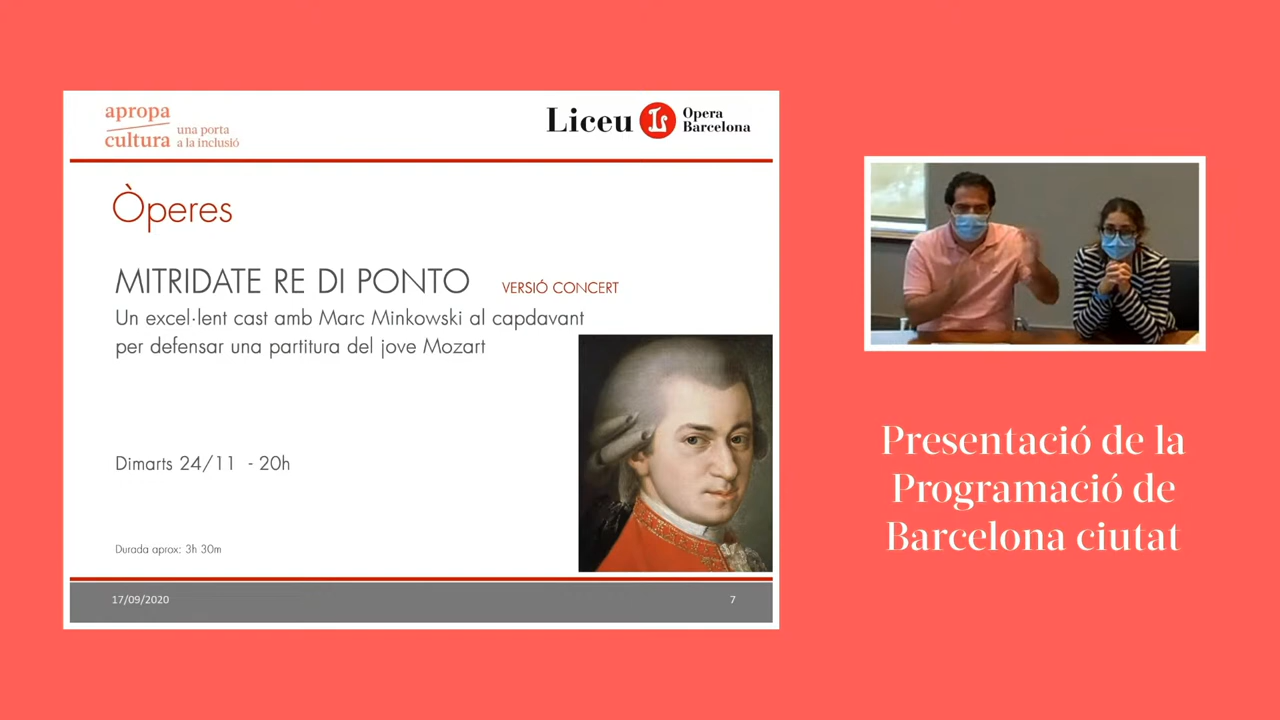 apropa
cultura
una porta
a la inclusió
Liceu
Opera
Barcelona
Òperes
MITRIDATE RE DI PONTO VERSIÓ CONCERT
Un excel·lent cast amb Marc Minkowski al capdavant
per defensar una partitura del jove Mozart
Dimarts 24/11 - 20h
Durada aprox: 3h 30m
17/09/2020
7
Presentació de la
Programació de
Barcelona ciutat